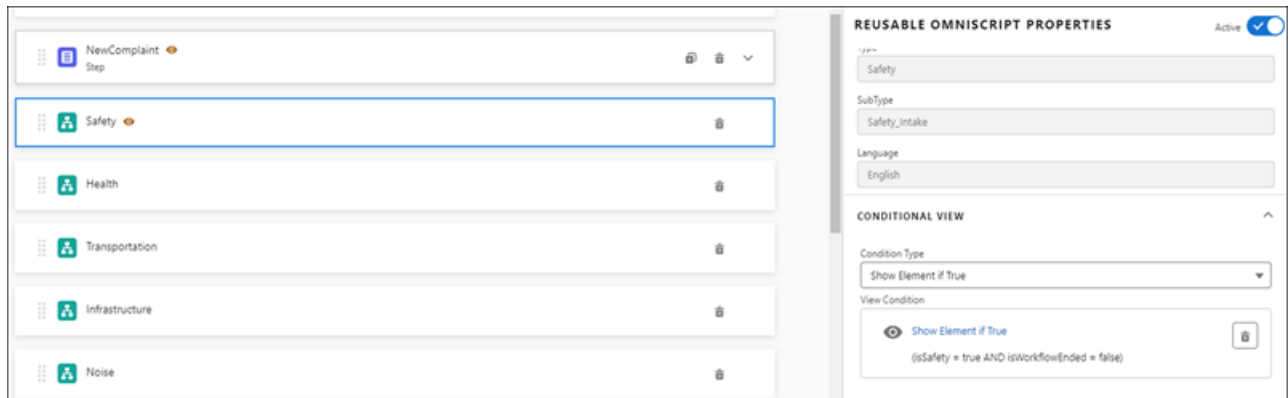 NewComplaint
Step
Safety
Health
Transportation
Infrastructure
Noise
REUSABLE OMNISCRIPT PROPERTIES
Active
Type
Safety
SubType
Safety_Intake
Language
English
CONDITIONAL VIEW
Condition Type
Show Element if True
View Condition
Show Element if True
(isSafety = true AND isWorkflowEnded = false)